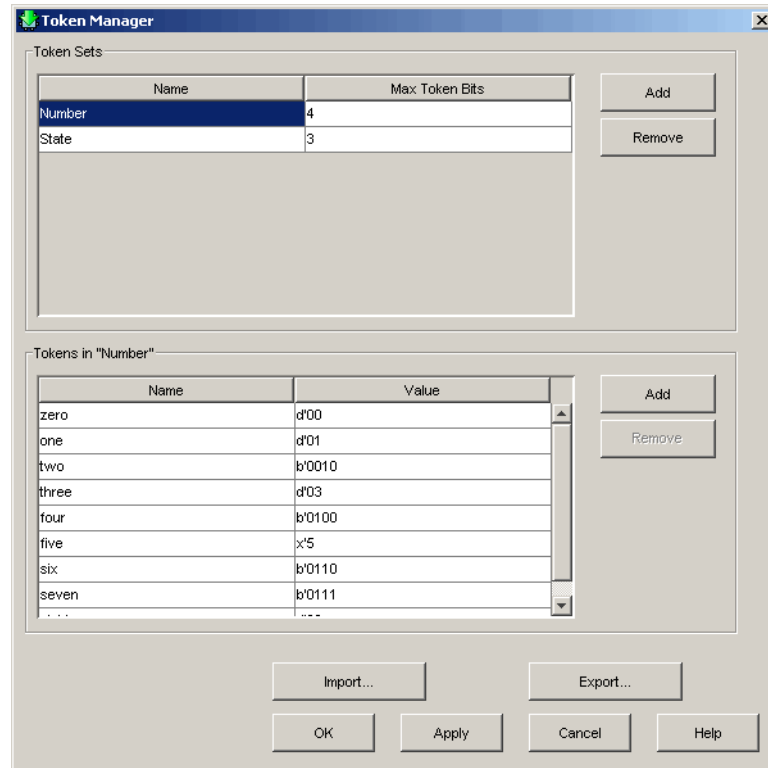 Token Manager
Token Sets
Name Max Token Bits
Number 4
State 3
Add
Remove
Tokens in "Number"
Name Value
zero d'00
one d'01
two b'0010
three d'03
four b'0100
five x'5
six b'0110
seven b'0111
Add
Remove
Import... Export...
OK Apply Cancel Help